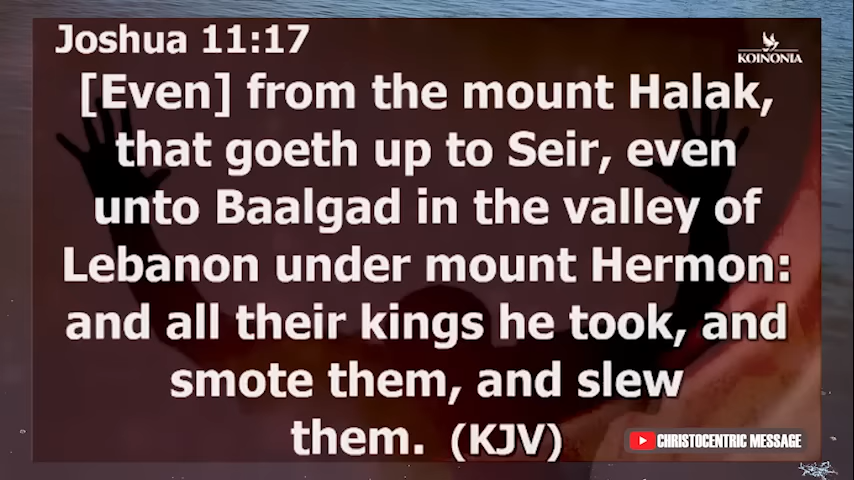 Joshua 11:17
KOINONIA
[Even] from the mount Halak,
that goeth up to Seir, even
unto Baalgad in the valley of
Lebanon under mount Hermon:
and all their kings he took, and
smote them, and slew
them. (KJV)
CHRISTOCENTRIC MESSAGE